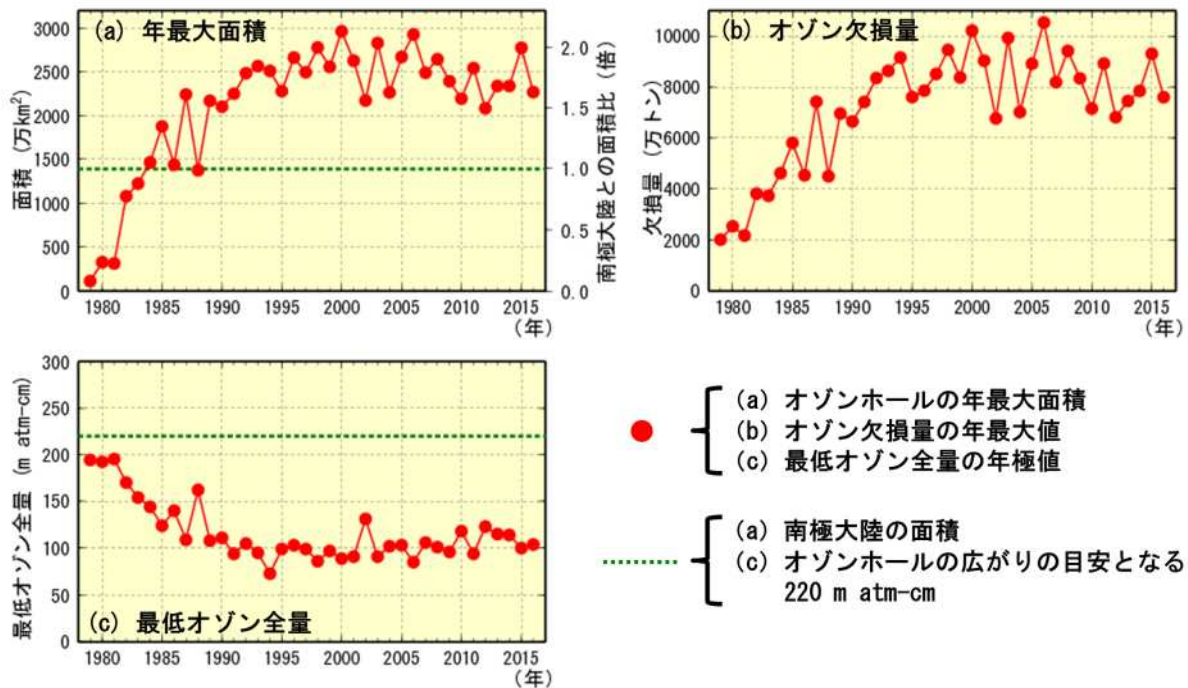 (a) 年最大面積
面積 (万km²)
3000
2500
2000
1500
1000
500
0
南極大陸との面積比 (倍)
2.0
1.5
1.0
0.5
0.0
1980 1985 1990 1995 2000 2005 2010 2015
(年)
(b) オゾン欠損量
欠損量 (万トン)
10000
8000
6000
4000
2000
0
1980 1985 1990 1995 2000 2005 2010 2015
(年)
(c) 最低オゾン全量
最低オゾン全量 (m atm-cm)
300
250
200
150
100
50
0
1980 1985 1990 1995 2000 2005 2010 2015
(年)
(a) オゾンホールの年最大面積
(b) オゾン欠損量の年最大値
(c) 最低オゾン全量の年極値
(a) 南極大陸の面積
(c) オゾンホールの広がりの目安となる
220 m atm-cm